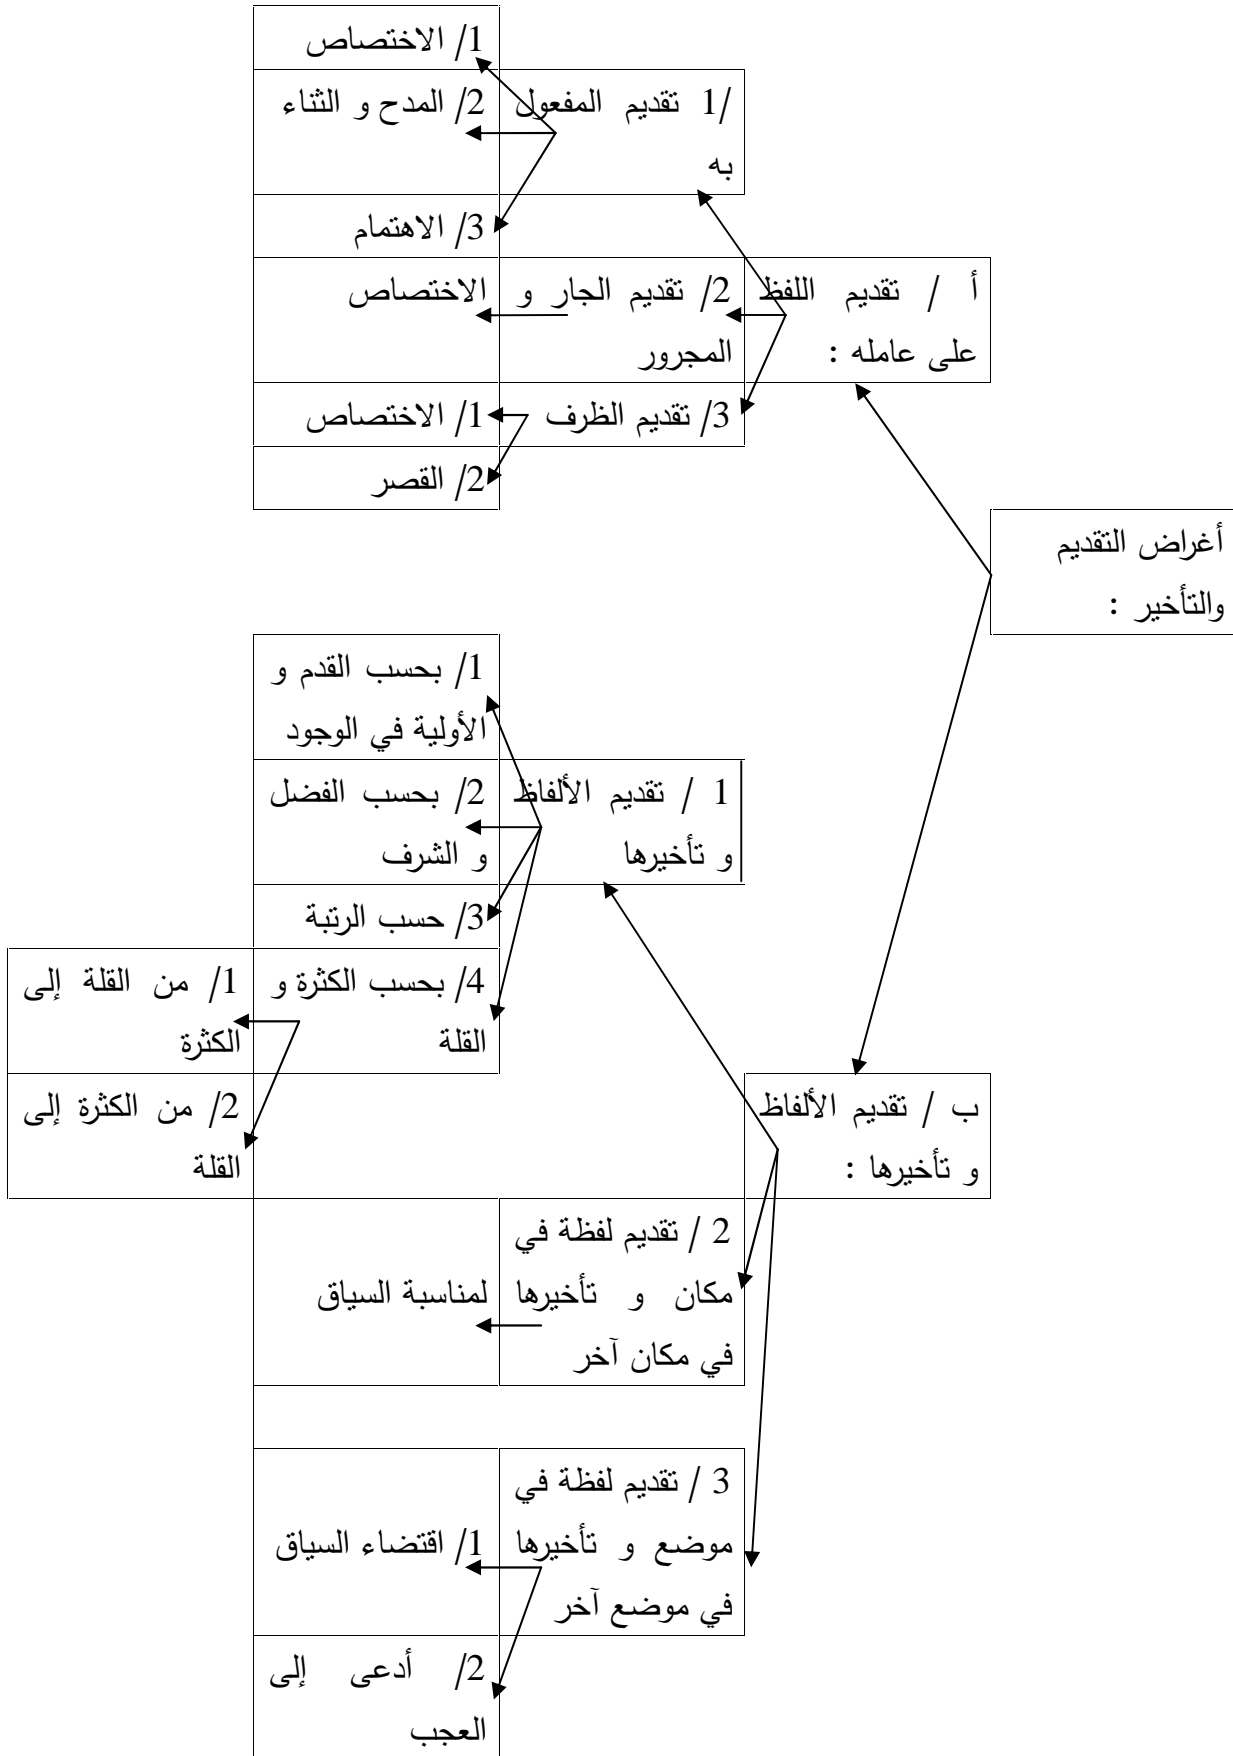 1/ الاختصاص
1/ تقديم المفعول
به
2/ المدح و الثناء
3/ الاهتمام
أ / تقديم اللفظ
على عامله :
2/ تقديم الجار و
المجرور
الاختصاص
3/ تقديم الظرف
1/ الاختصاص
2/ القصر
أغراض التقديم
والتأخير :
1/ بحسب القدم و
الأولية في الوجود
1 / تقديم الألفاظ
و تأخيرها
2/ بحسب الفضل
و الشرف
3/ حسب الرتبة
4/ بحسب الكثرة و
القلة
1/ من القلة إلى
الكثرة
ب / تقديم الألفاظ
و تأخيرها :
2/ من الكثرة إلى
القلة
2 / تقديم لفظة في
مكان و تأخيرها
في مكان آخر
لمناسبة السياق
3 / تقديم لفظة في
موضع و تأخيرها
في موضع آخر
1/ اقتضاء السياق
2/ أدعى إلى
العجب